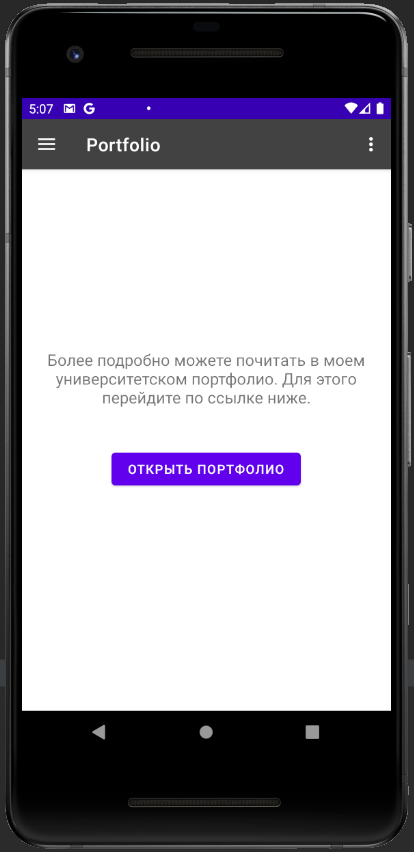 5:07
Portfolio
Более подробно можете почитать в моем
университетском портфолио. Для этого
перейдите по ссылке ниже.
ОТКРЫТЬ ПОРТФОЛИО